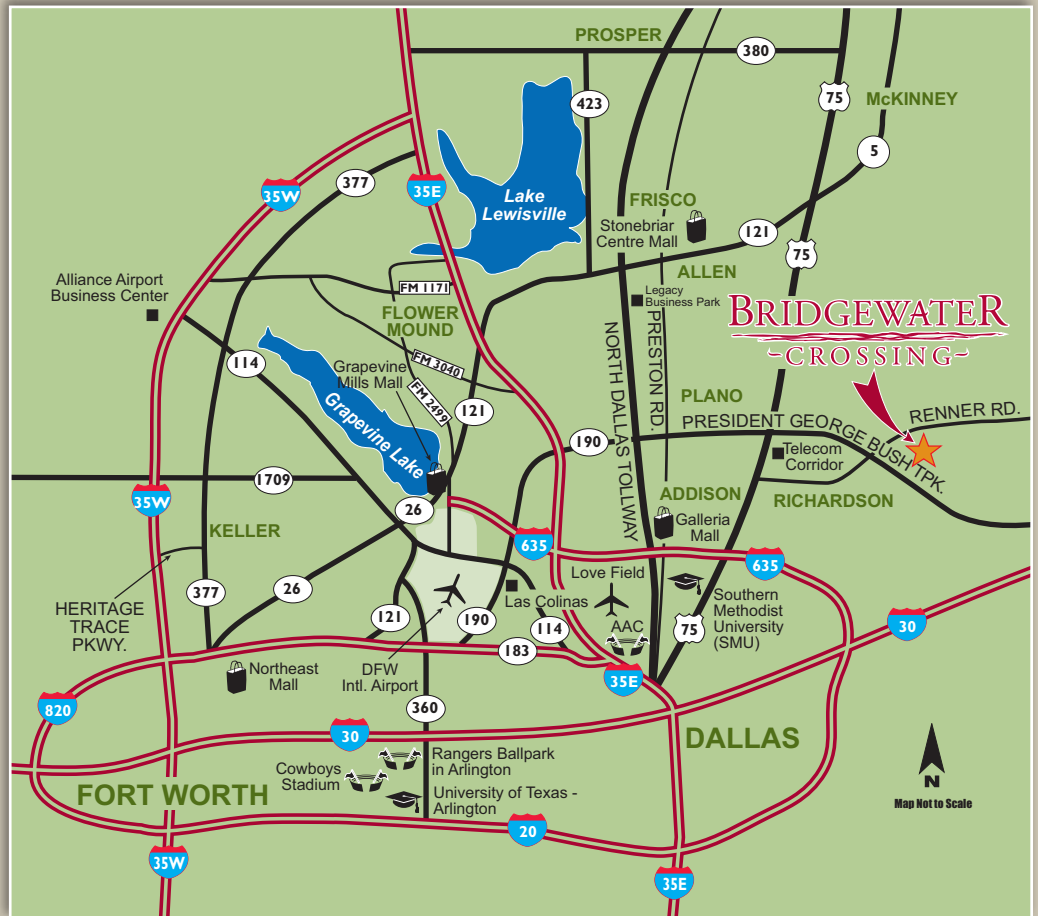 PROSPER
380
75
McKINNEY
423
5
377
35W
35E
Lake
Lewisville
FRISCO
Stonebriar
Centre Mall
121
75
ALLEN
Alliance Airport
Business Center
FM 1171
Legacy
Business Park
BRIDGEWATER
~CROSSING~
FLOWER
MOUND
114
Grapevine
Mills Mall
FM 3040
FM 2499
121
NORTH DALLAS TOLLWAY
PRESTON RD.
PLANO
RENNER RD.
PRESIDENT GEORGE BUSH TPK.
190
Grapevine Lake
Telecom
Corridor
1709
35W
26
ADDISON
RICHARDSON
KELLER
Galleria
Mall
635
635
Love Field
377
26
HERITAGE
TRACE
PKWY.
121
190
Las Colinas
114
AAC
75
Southern
Methodist
University
(SMU)
30
183
Northeast
Mall
DFW
Intl. Airport
35E
820
360
30
DALLAS
Rangers Ballpark
in Arlington
Cowboys
Stadium
University of Texas -
Arlington
FORT WORTH
N
Map Not to Scale
20
35W
35E